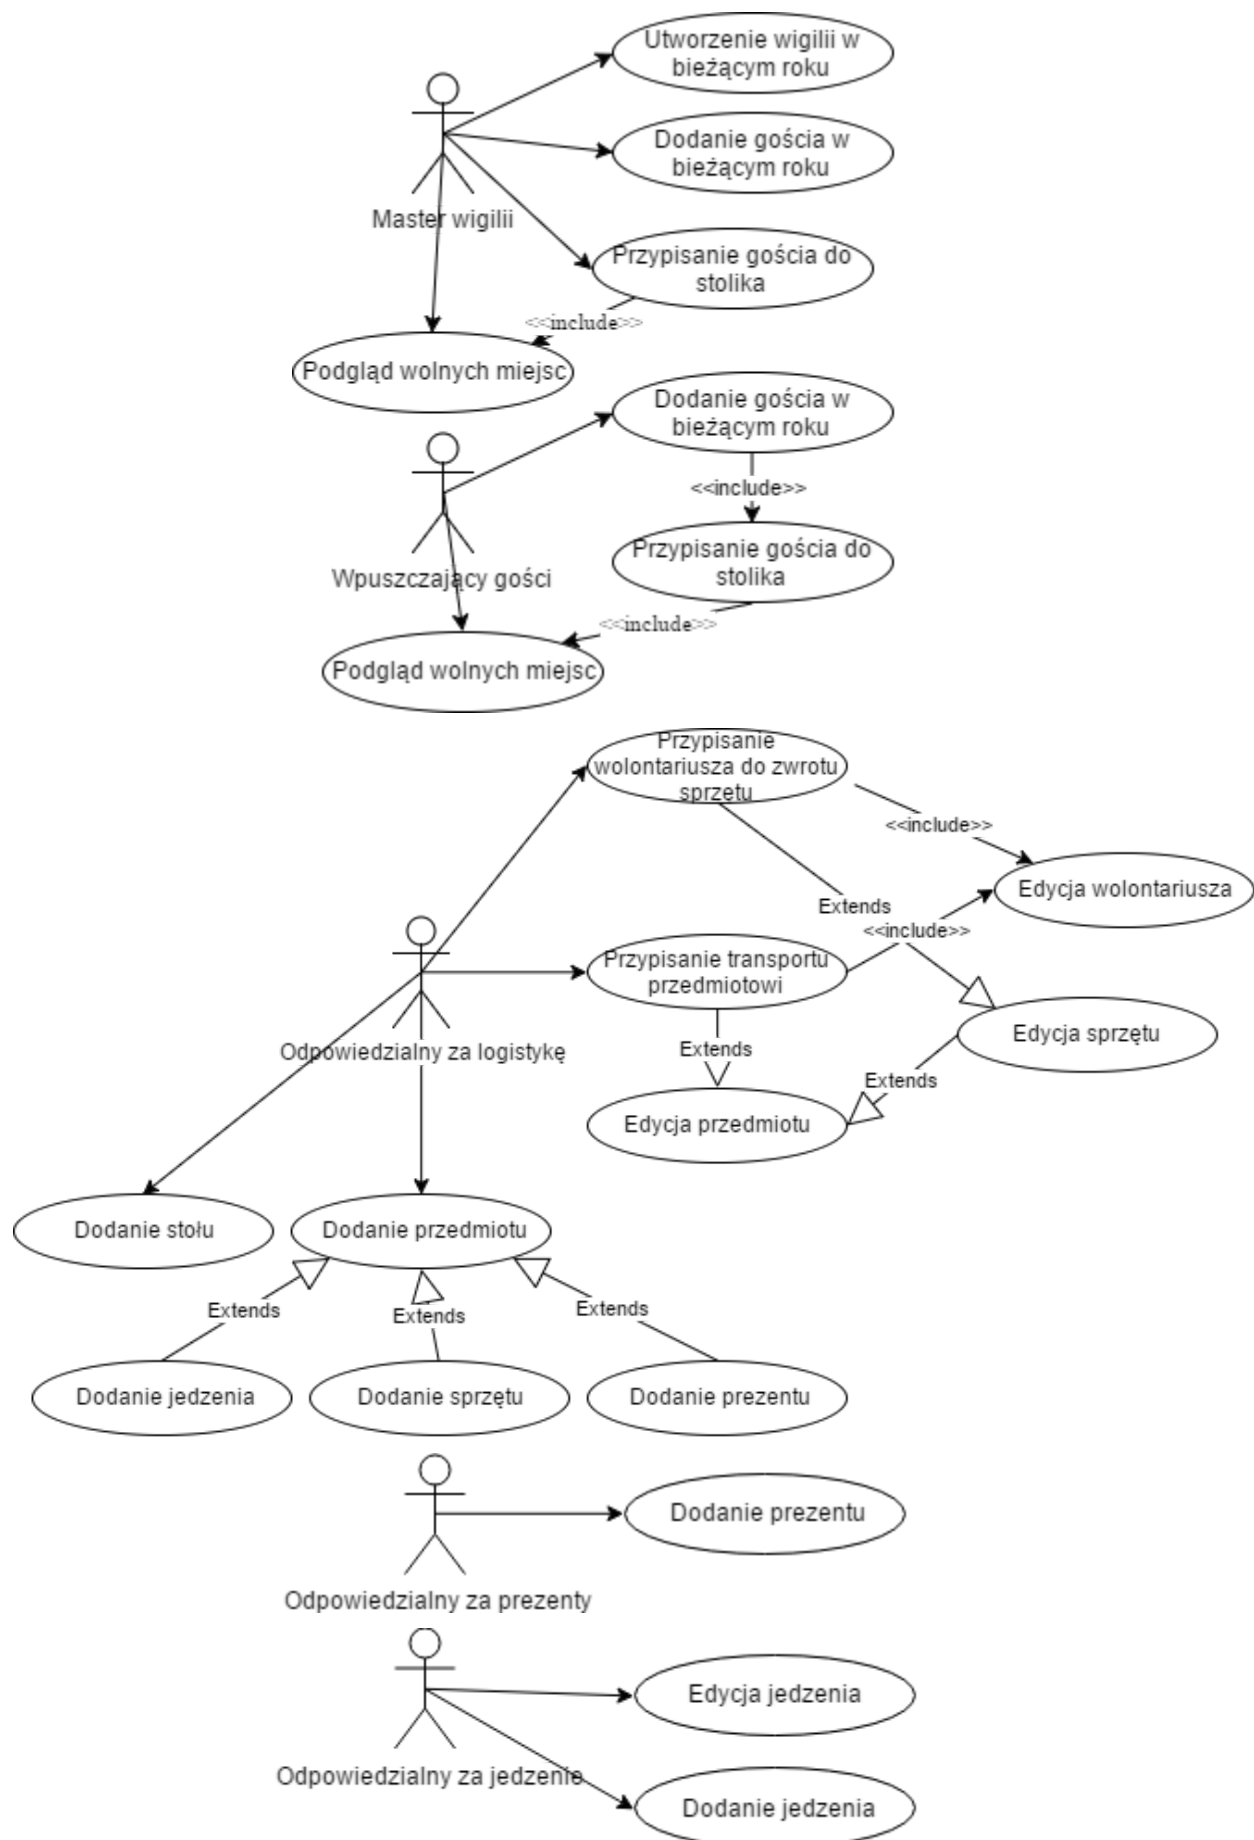 Utworzenie wigilii w
bieżącym roku
Dodanie gościa w
bieżącym roku
Master wigilii
Przypisanie gościa do
stolika
<<include>>
Podgląd wolnych miejsc
Dodanie gościa w
bieżącym roku
<<include>>
Przypisanie gościa do
stolika
Wpuszczający gości
<<include>>
Podgląd wolnych miejsc
Przypisanie
wolontariusza do zwrotu
sprzętu
<<include>>
Edycja wolontariusza
Extends
<<include>>
Przypisanie transportu
przedmiotowi
Edycja sprzętu
Odpowiedzialny za logistykę
Extends
Extends
Edycja przedmiotu
Dodanie stołu
Dodanie przedmiotu
Extends
Extends
Extends
Dodanie jedzenia
Dodanie sprzętu
Dodanie prezentu
Dodanie prezentu
Odpowiedzialny za prezenty
Edycja jedzenia
Odpowiedzialny za jedzenie
Dodanie jedzenia